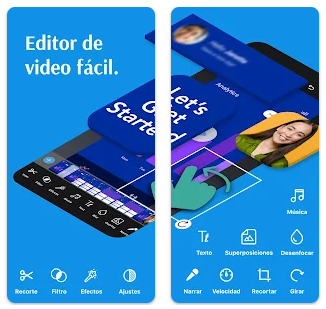 Editor de
video fácil.
Recorte
Filtro
Efectos
Ajustes
Analytics
Let's
Get
Started
Música
Texto
Superposiciones
Desenfocar
Narrar
Velocidad
Recortar
Girar